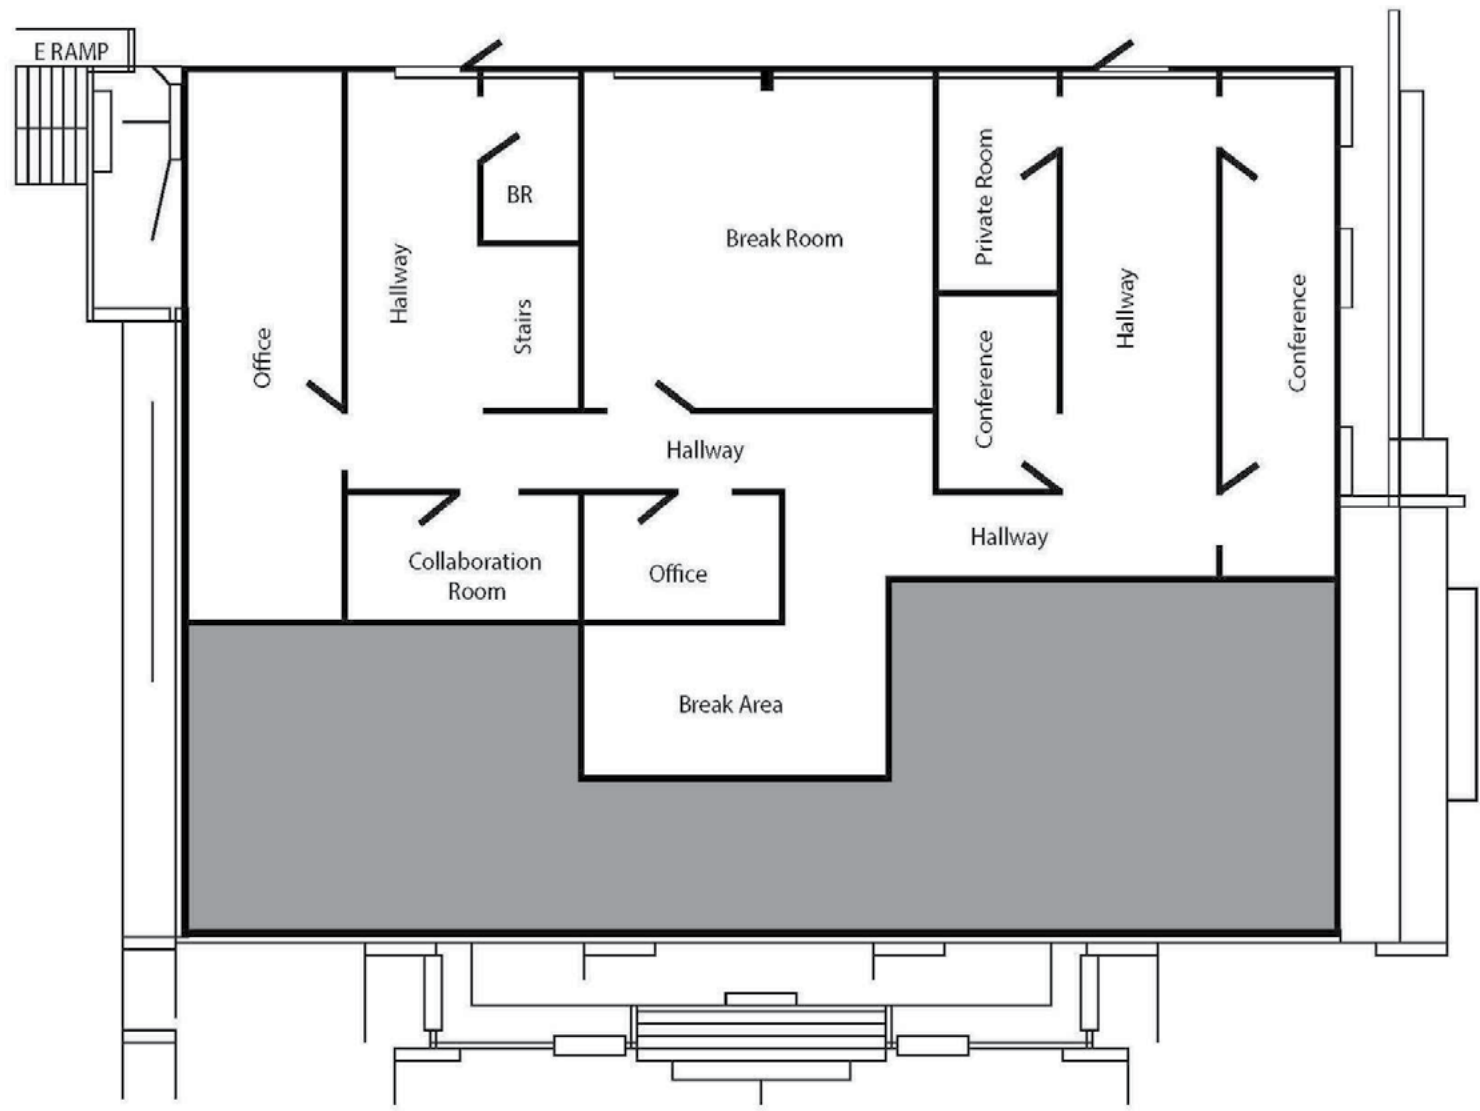 E RAMP
Private Room
BR
Break Room
Hallway
Hallway
Stairs
Conference
Office
Conference
Hallway
Hallway
Collaboration
Room
Office
Break Area